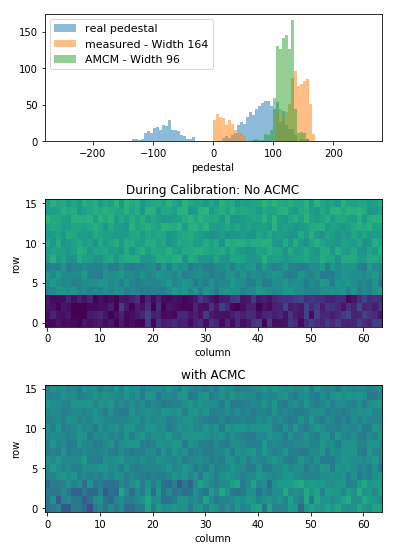 150
100
50
0
real pedestal
measured - Width 164
AMCM - Width 96
−200 −100 0 100 200
pedestal
During Calibration: No ACMC
15
10
5
0
row
0 10 20 30 40 50 60
column
with ACMC
15
10
5
0
row
0 10 20 30 40 50 60
column